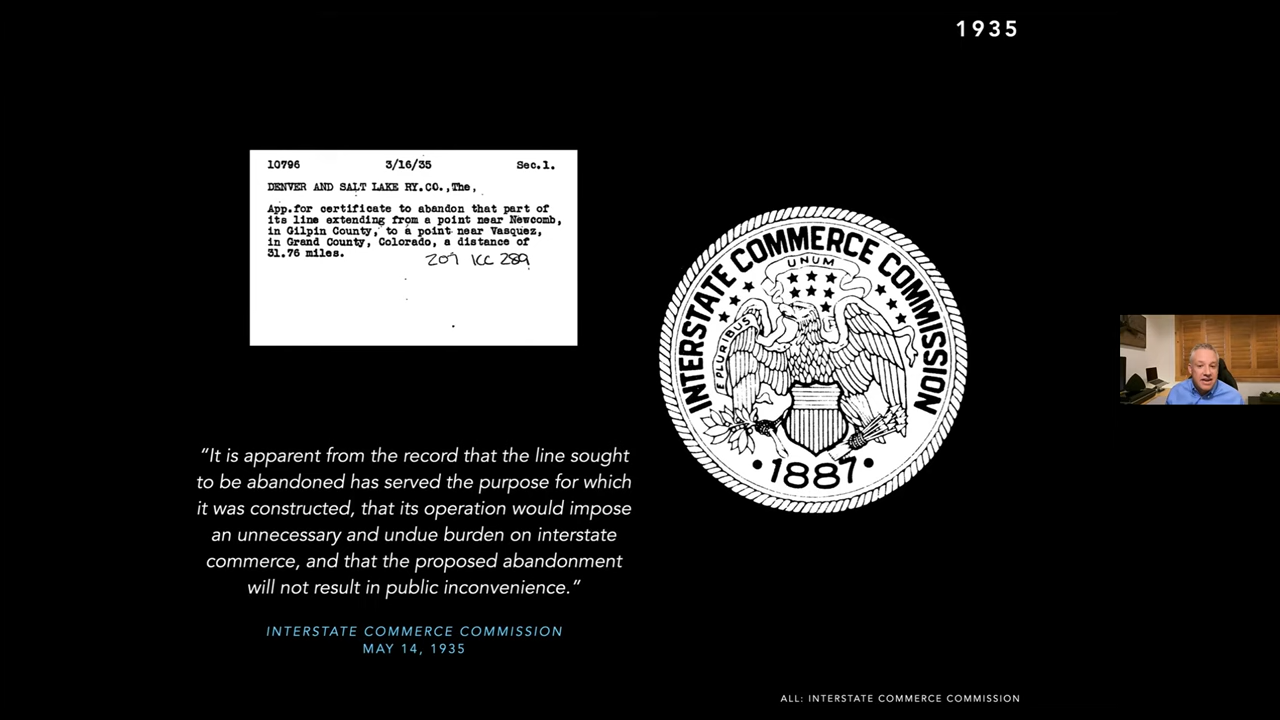 1935
10796 3/16/35 Sec.1.
DENVER AND SALT LAKE RY.CO.,The,
App.for certificate to abandon that part of
its line extending from a point near Newcomb,
in Gilpin County, to a point near Vasquez,
in Grand County, Colorado, a distance of
31.76 miles.
209 ICC 289
INTERSTATE COMMERCE COMMISSION
E PLURIBUS UNUM
•1887•
“It is apparent from the record that the line sought
to be abandoned has served the purpose for which
it was constructed, that its operation would impose
an unnecessary and undue burden on interstate
commerce, and that the proposed abandonment
will not result in public inconvenience.”
INTERSTATE COMMERCE COMMISSION
MAY 14, 1935
ALL: INTERSTATE COMMERCE COMMISSION